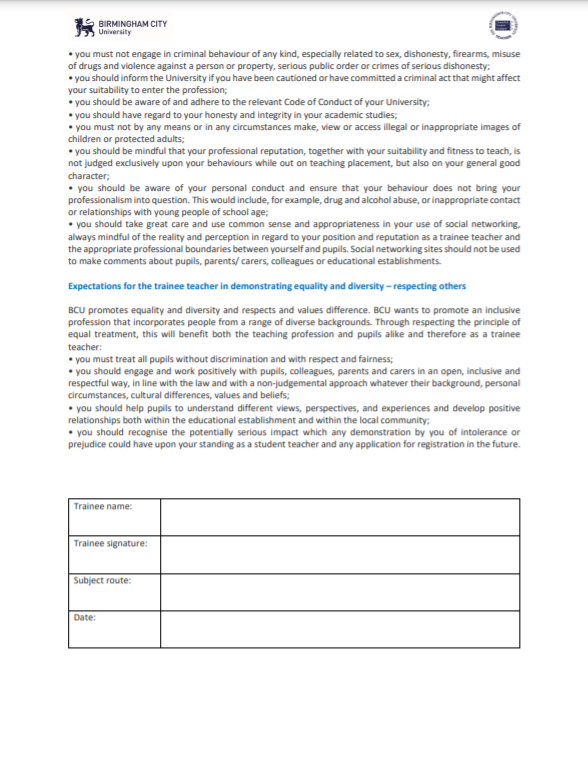 BIRMINGHAM CITY
University
• you must not engage in criminal behaviour of any kind, especially related to sex, dishonesty, firearms, misuse
of drugs and violence against a person or property, serious public order or crimes of serious dishonesty;
• you should inform the University if you have been cautioned or have committed a criminal act that might affect
your suitability to enter the profession;
• you should be aware of and adhere to the relevant Code of Conduct of your University;
• you should have regard to your honesty and integrity in your academic studies;
• you must not by any means or in any circumstances make, view or access illegal or inappropriate images of
children or protected adults;
• you should be mindful that your professional reputation, together with your suitability and fitness to teach, is
not judged exclusively upon your behaviours while out on teaching placement, but also on your general good
character;
• you should be aware of your personal conduct and ensure that your behaviour does not bring your
professionalism into question. This would include, for example, drug and alcohol abuse, or inappropriate contact
or relationships with young people of school age;
• you should take great care and use common sense and appropriateness in your use of social networking,
always mindful of the reality and perception in regard to your position and reputation as a trainee teacher and
the appropriate professional boundaries between yourself and pupils. Social networking sites should not be used
to make comments about pupils, parents/ carers, colleagues or educational establishments.
Expectations for the trainee teacher in demonstrating equality and diversity – respecting others
BCU promotes equality and diversity and respects and values difference. BCU wants to promote an inclusive
profession that incorporates people from a range of diverse backgrounds. Through respecting the principle of
equal treatment, this will benefit both the teaching profession and pupils alike and therefore as a trainee
teacher:
• you must treat all pupils without discrimination and with respect and fairness;
• you should engage and work positively with pupils, colleagues, parents and carers in an open, inclusive and
respectful way, in line with the law and with a non-judgemental approach whatever their background, personal
circumstances, cultural differences, values and beliefs;
• you should help pupils to understand different views, perspectives, and experiences and develop positive
relationships both within the educational establishment and within the local community;
• you should recognise the potentially serious impact which any demonstration by you of intolerance or
prejudice could have upon your standing as a student teacher and any application for registration in the future.
Trainee name:
Trainee signature:
Subject route:
Date: